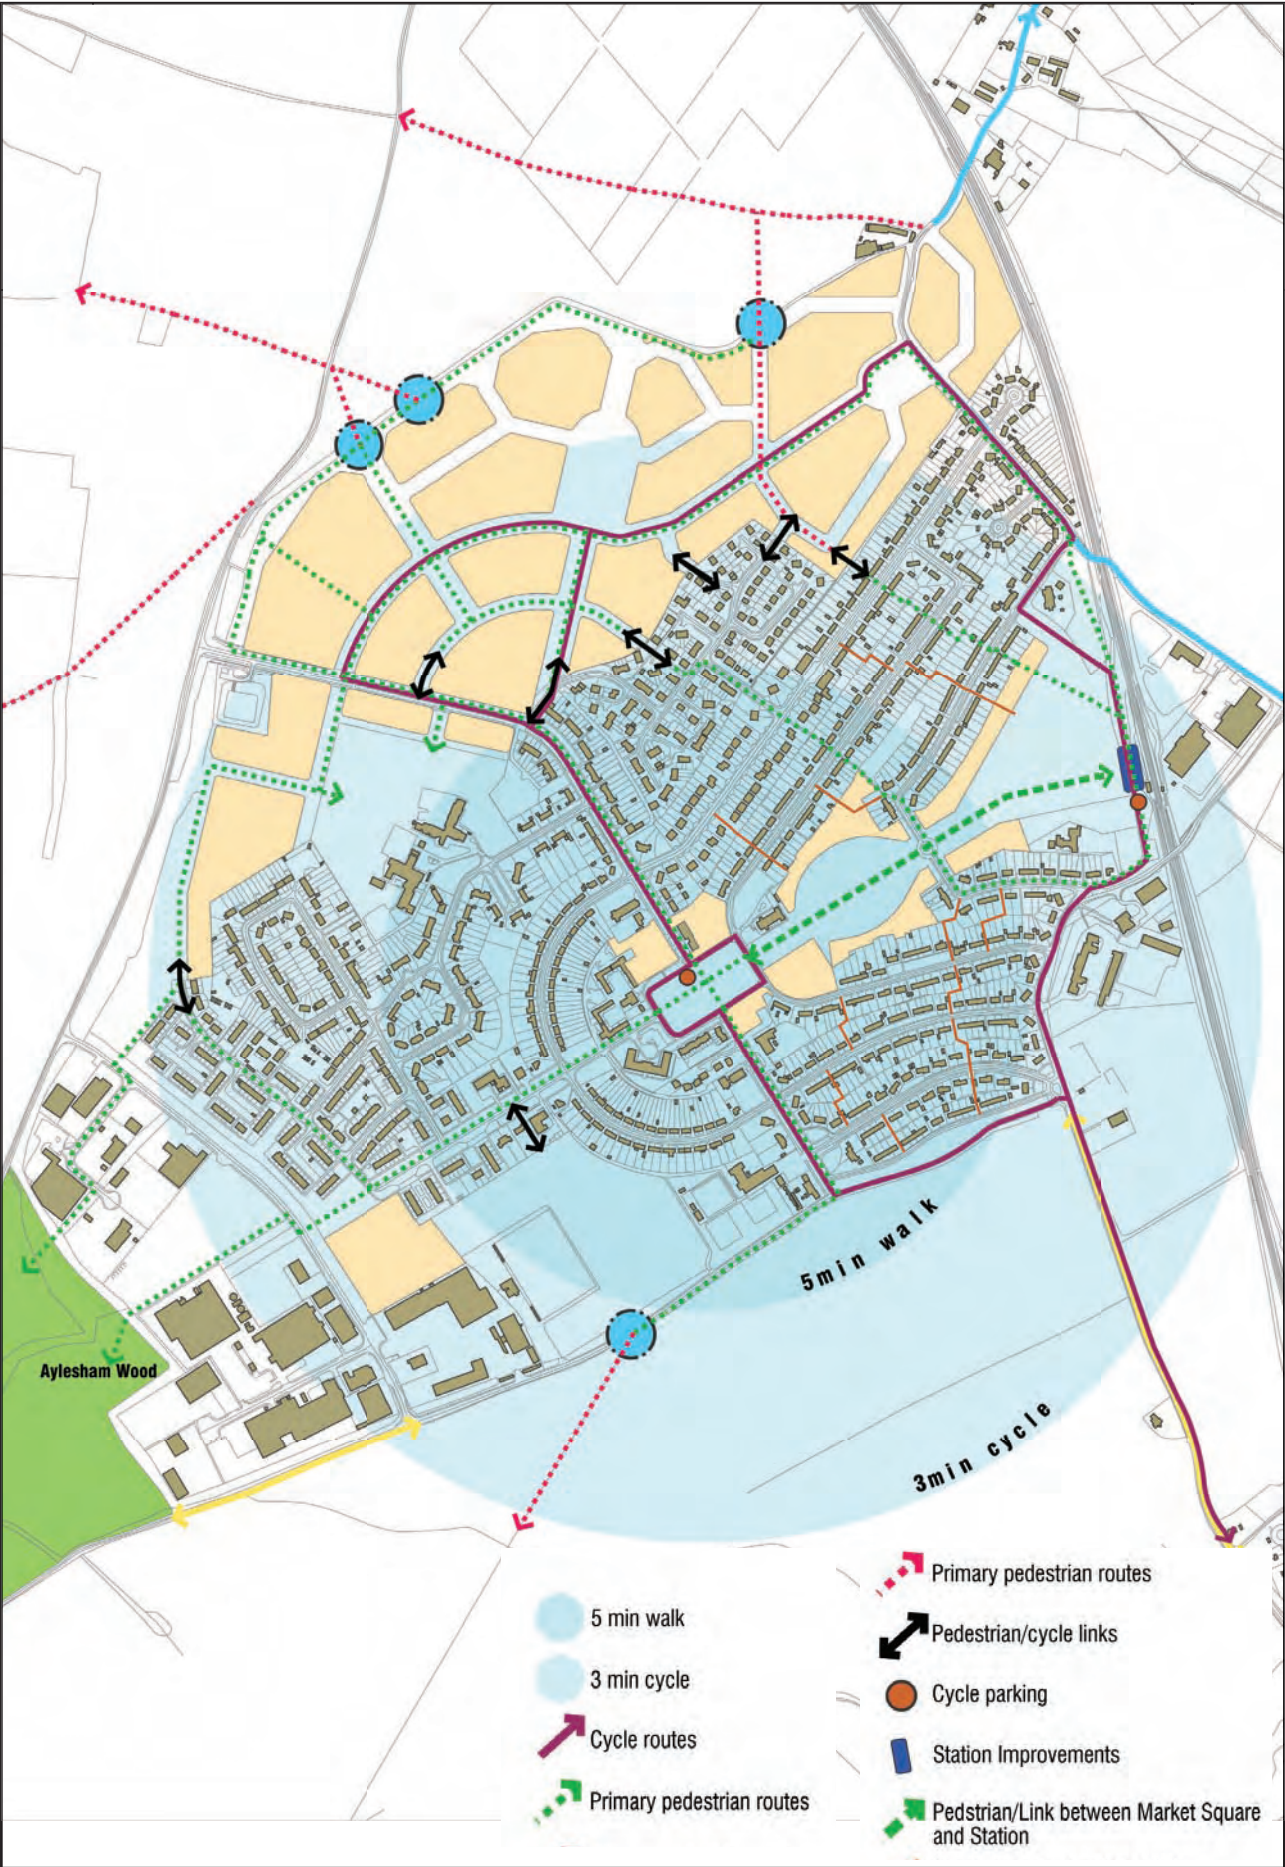 5min walk
Aylesham Wood
3min cycle
5 min walk
3 min cycle
Cycle routes
Primary pedestrian routes
Primary pedestrian routes
Pedestrian/cycle links
Cycle parking
Station Improvements
Pedstrian/Link between Market Square
and Station